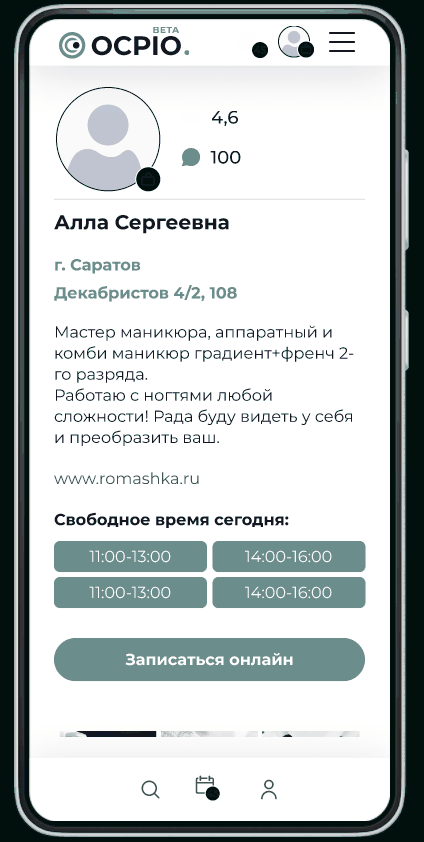 BETA
ОСРІО.
4,6
100
Алла Сергеевна
г. Саратов
Декабристов 4/2, 108
Мастер маникюра, аппаратный и
комби маникюр градиент+френч 2-
го разряда.
Работаю с ногтями любой
сложности! Рада буду видеть у себя
и преобразить ваш.
www.romashka.ru
Свободное время сегодня:
11:00-13:00 14:00-16:00
11:00-13:00 14:00-16:00
Записаться онлайн